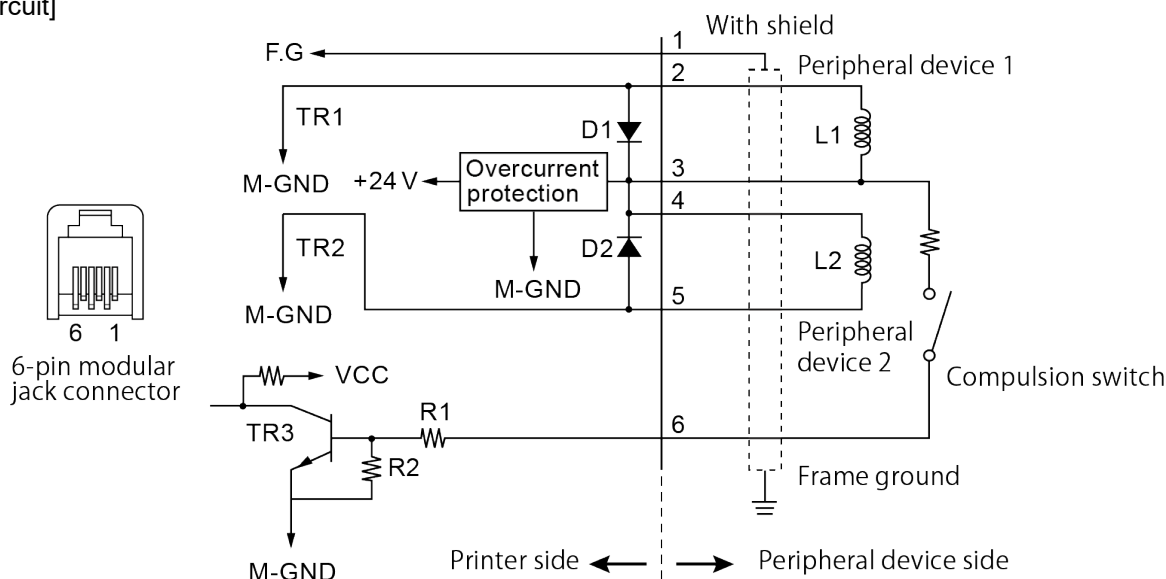 rcuit]
With shield
F.G
1
Peripheral device 1
2
TR1
D1
L1
Overcurrent
protection
3
M-GND
+24 V
4
TR2
D2
L2
M-GND
5
M-GND
6 1
6-pin modular
jack connector
Peripheral
device 2
Compulsion switch
VCC
R1
TR3
6
R2
Frame ground
Printer side
Peripheral device side
M-GND